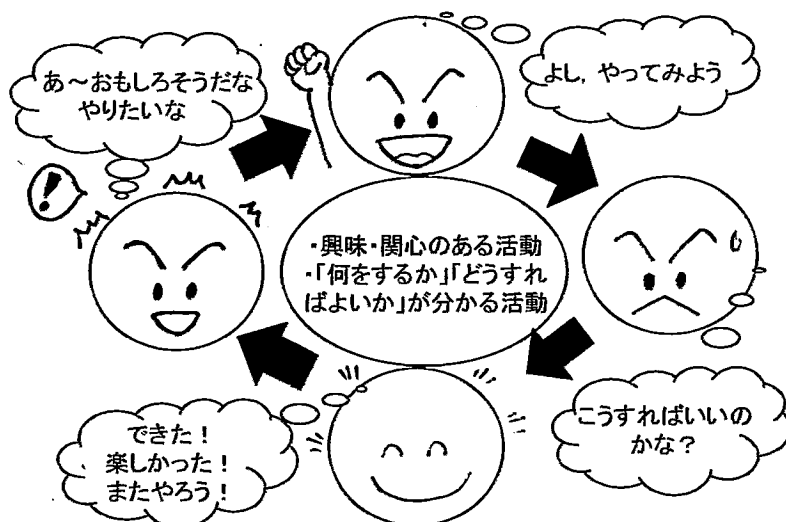 あ～おもしろそうだな
やりたいな
よし，やってみよう
・興味・関心のある活動
・「何をするか」「どうすれ
ばよいか」が分かる活動
こうすればいいの
かな？
できた！
楽しかった！
またやろう！
！